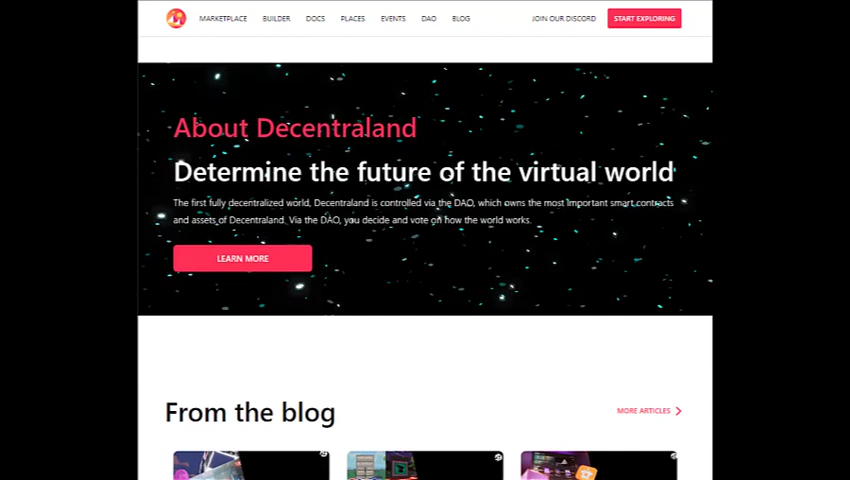 MARKETPLACE BUILDER DOCS PLACES EVENTS DAO BLOG JOIN OUR DISCORD START EXPLORING
About Decentraland
Determine the future of the virtual world
The first fully decentralized world, Decentraland is controlled via the DAO, which owns the most important smart contracts
and assets of Decentraland. Via the DAO, you decide and vote on how the world works.
LEARN MORE
From the blog
MORE ARTICLES